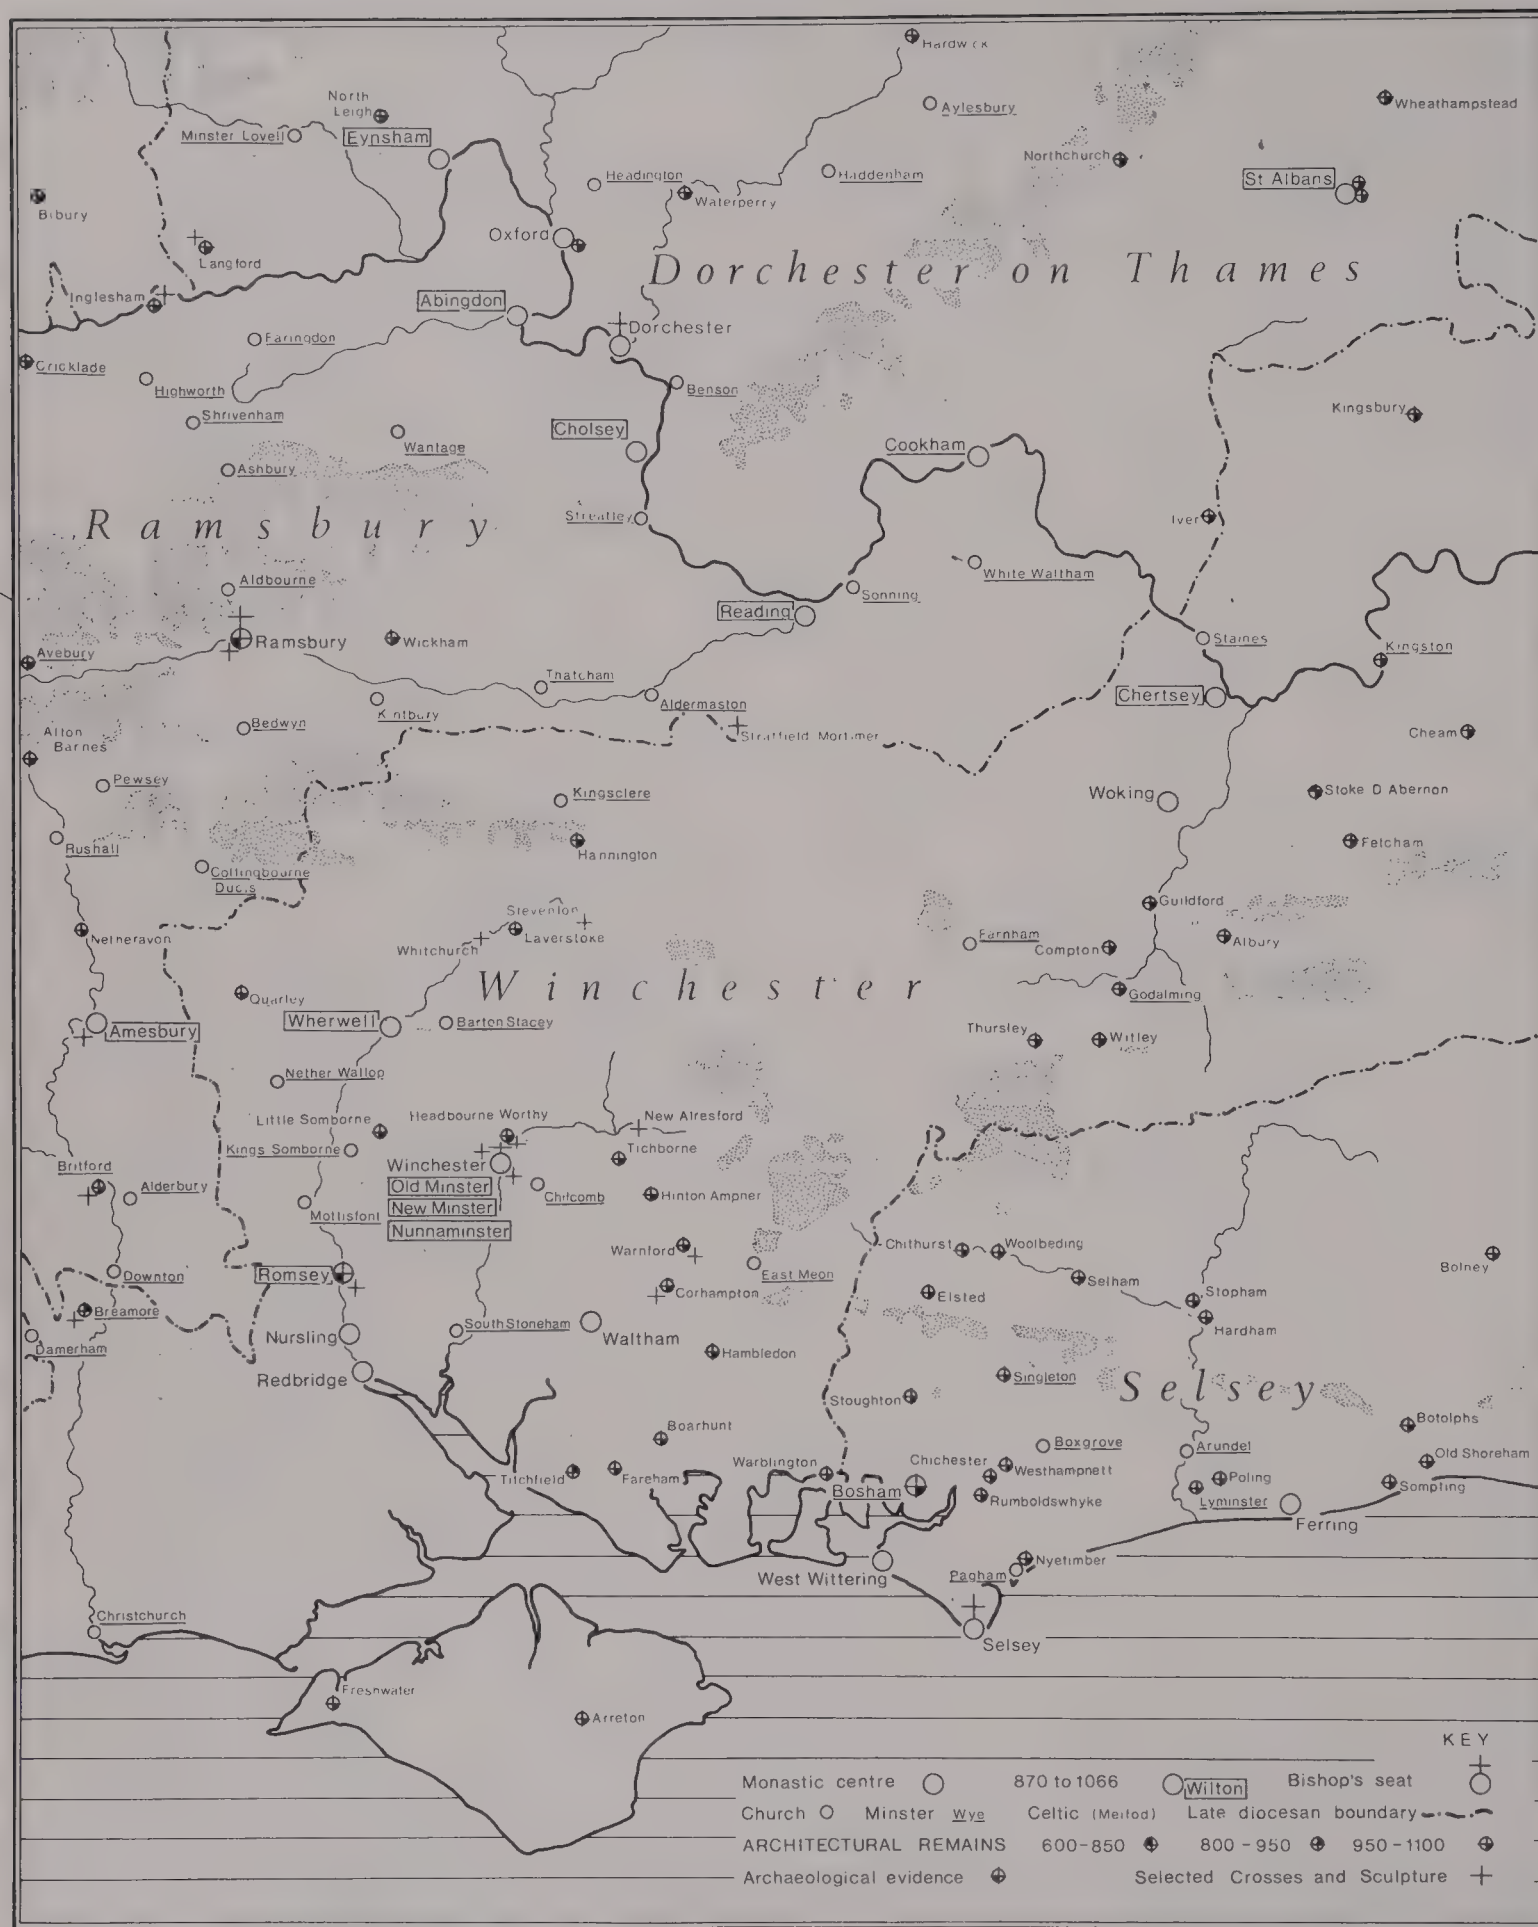 Hardwick
Aylesbury
Wheathampstead
North
Leigh
Minster Lovell
Eynsham
Northchurch
Headington
Haddenham
St Albans
Waterperry
Bibury
Oxford
Langford
Dorchester on Thames
Inglesham
Abingdon
Dorchester
Faringdon
Cricklade
Highworth
Benson
Shrivenham
Kingsbury
Cholsey
Wantage
Cookham
Ashbury
Ramsbury
Streatley
Iver
Aldbourne
White Waltham
Sonning
Reading
Ramsbury
Wickham
Staines
Avebury
Kingston
Thatcham
Chertsey
Kintbury
Aldermaston
Bedwyn
Alton
Barnes
Stratfield Mortimer
Cheam
Pewsey
Kingsclere
Woking
Stoke D Abernon
Rushall
Hannington
Fetcham
Collingbourne
Ducis
Guildford
Steventon
Laverstoke
Netheravon
Whitchurch
Farnham
Compton
Albury
Winchester
Quarley
Godalming
Amesbury
Wherwell
Barton Stacey
Thursley
Witley
Nether Wallop
Little Somborne
Headbourne Worthy
New Alresford
Kings Somborne
Tichborne
Britford
Winchester
Old Minster
Alderbury
Chilcomb
Hinton Ampner
New Minster
Mottisfont
Nunnaminster
Warnford
Chithurst
Woolbeding
Bolney
Downton
Romsey
East Meon
Selham
Corhampton
Elsted
Stopham
Breamore
Hardham
Nursling
South Stoneham
Waltham
Damerham
Hambledon
Redbridge
Singleton
Selsey
Stoughton
Boarhunt
Botolphs
Boxgrove
Arundel
Old Shoreham
Titchfield
Fareham
Warblington
Chichester
Westhampnett
Poling
Bosham
Rumboldswhyke
Lyminster
Sompting
Ferring
Nyetimber
West Wittering
Pagham
Christchurch
Selsey
Freshwater
Arreton
KEY
Monastic centre 870 to 1066 Wilton Bishop's seat
Church Minster Wye Celtic (Meifod) Late diocesan boundary
ARCHITECTURAL REMAINS 600-850 800-950 950-1100
Archaeological evidence Selected Crosses and Sculpture